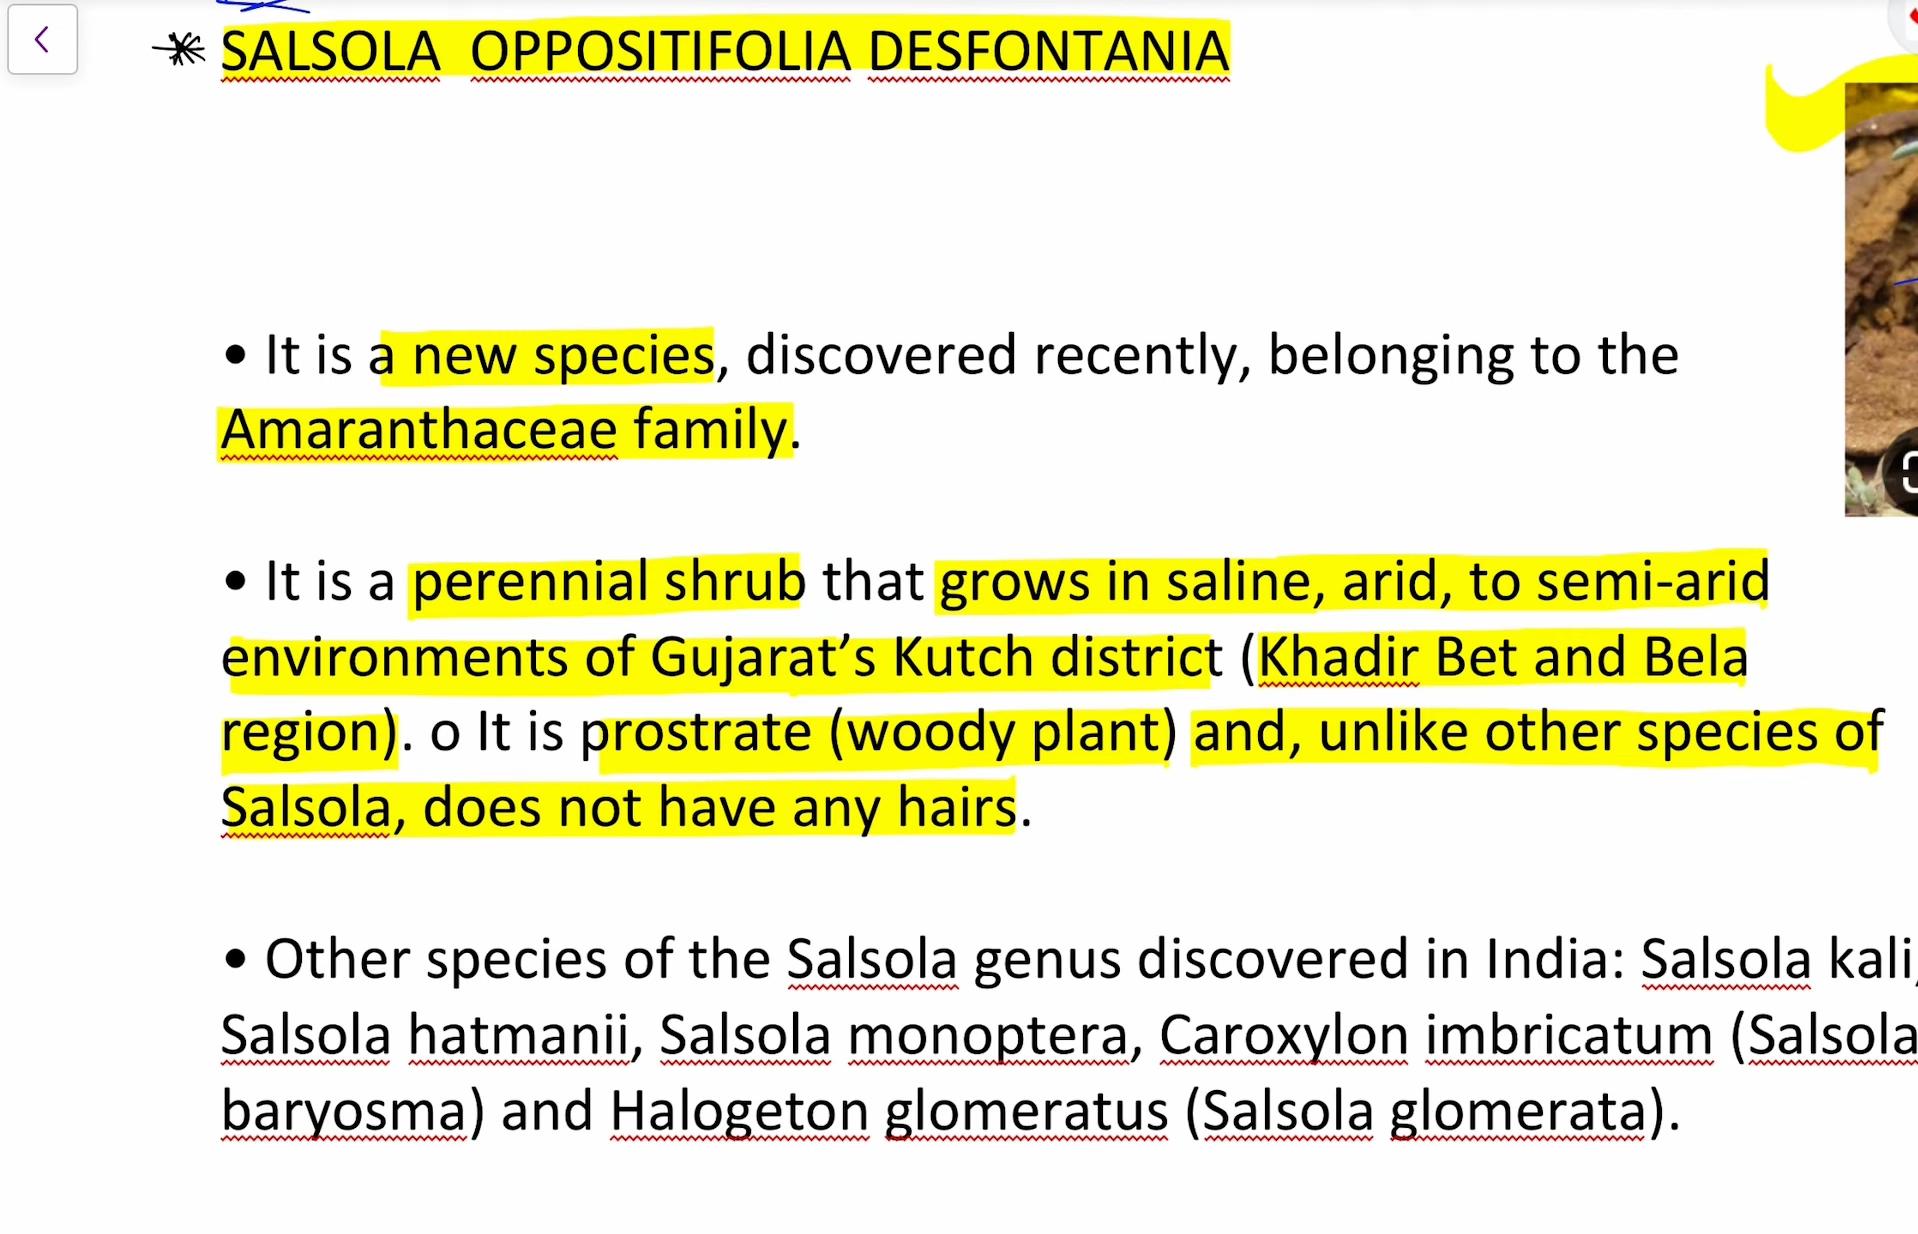 SALSOLA OPPOSITIFOLIA DESFONTANIA
• It is a new species, discovered recently, belonging to the
Amaranthaceae family.
• It is a perennial shrub that grows in saline, arid, to semi-arid
environments of Gujarat’s Kutch district (Khadir Bet and Bela
region). o It is prostrate (woody plant) and, unlike other species of
Salsola, does not have any hairs.
• Other species of the Salsola genus discovered in India: Salsola kali,
Salsola hatmanii, Salsola monoptera, Caroxylon imbricatum (Salsola
baryosma) and Halogeton glomeratus (Salsola glomerata).